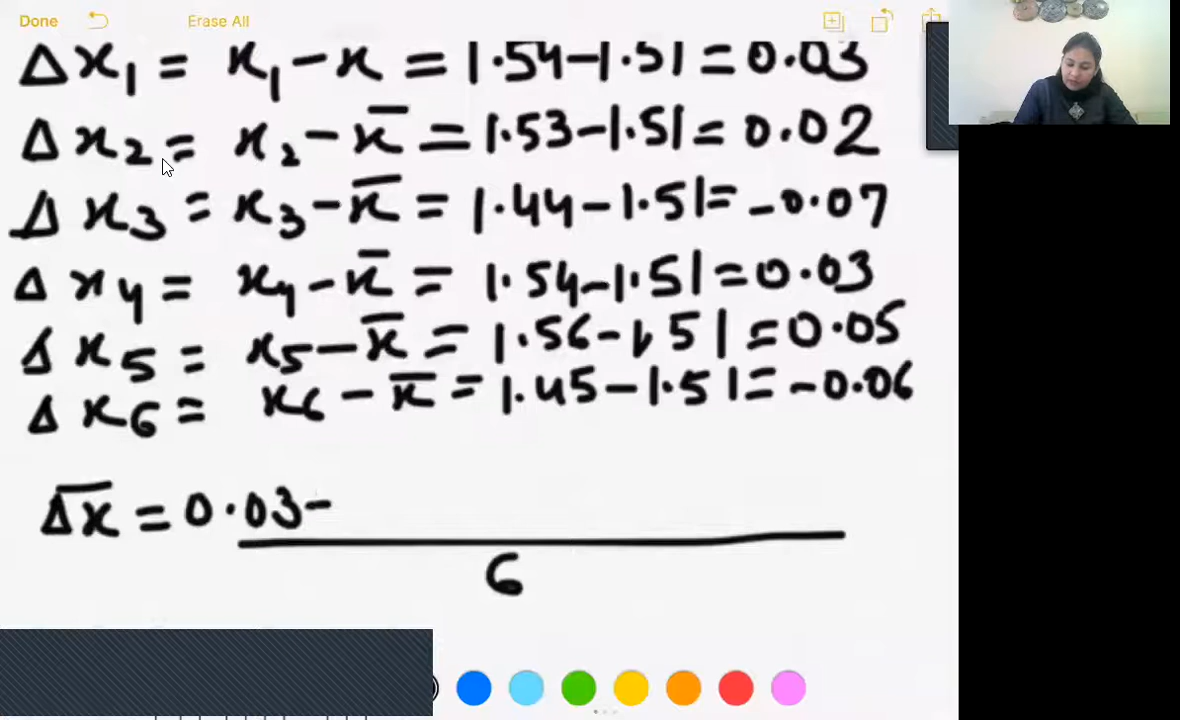 Done Erase All
Δx₁ = x₁ - x = 1.54-1.51 = 0.03
Δx₂ = x₂ - x̄ = 1.53-1.51 = 0.02
Δx₃ = x₃ - x̄ = 1.44-1.51 = -0.07
Δx₄ = x₄ - x̄ = 1.54-1.51 = 0.03
Δx₅ = x₅ - x̄ = 1.56-1.51 = 0.05
Δx₆ = x₆ - x̄ = 1.45-1.51 = -0.06
Δx̄ = 0.03-
6